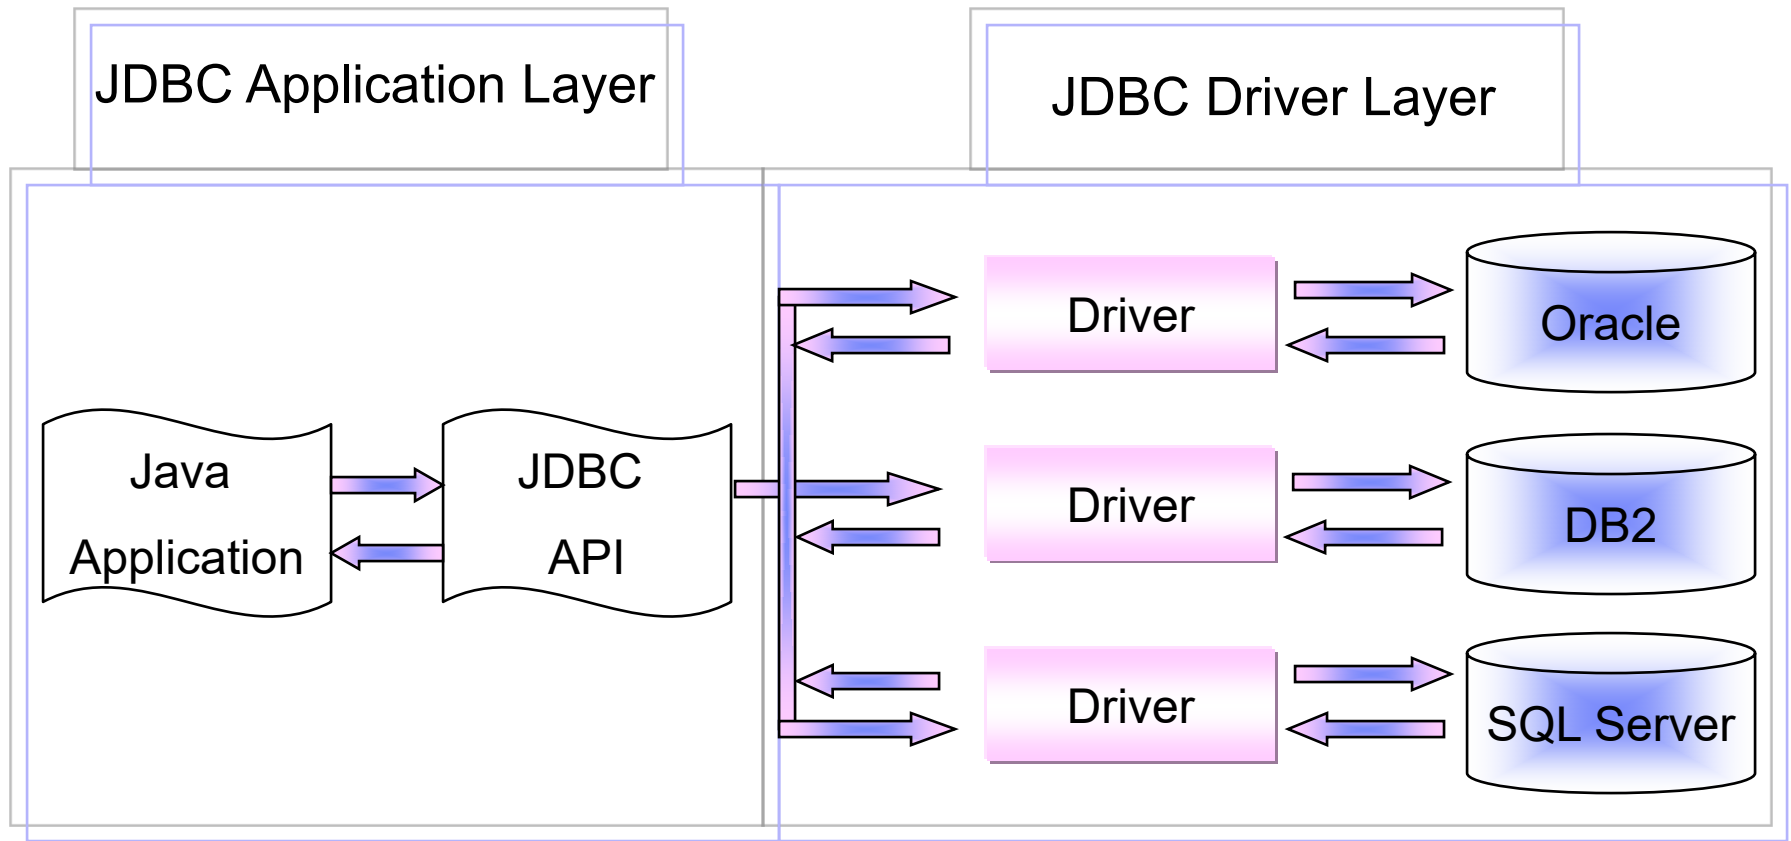 JDBC Application Layer
JDBC Driver Layer
Java
Application
JDBC
API
Driver
Oracle
Driver
DB2
Driver
SQL Server